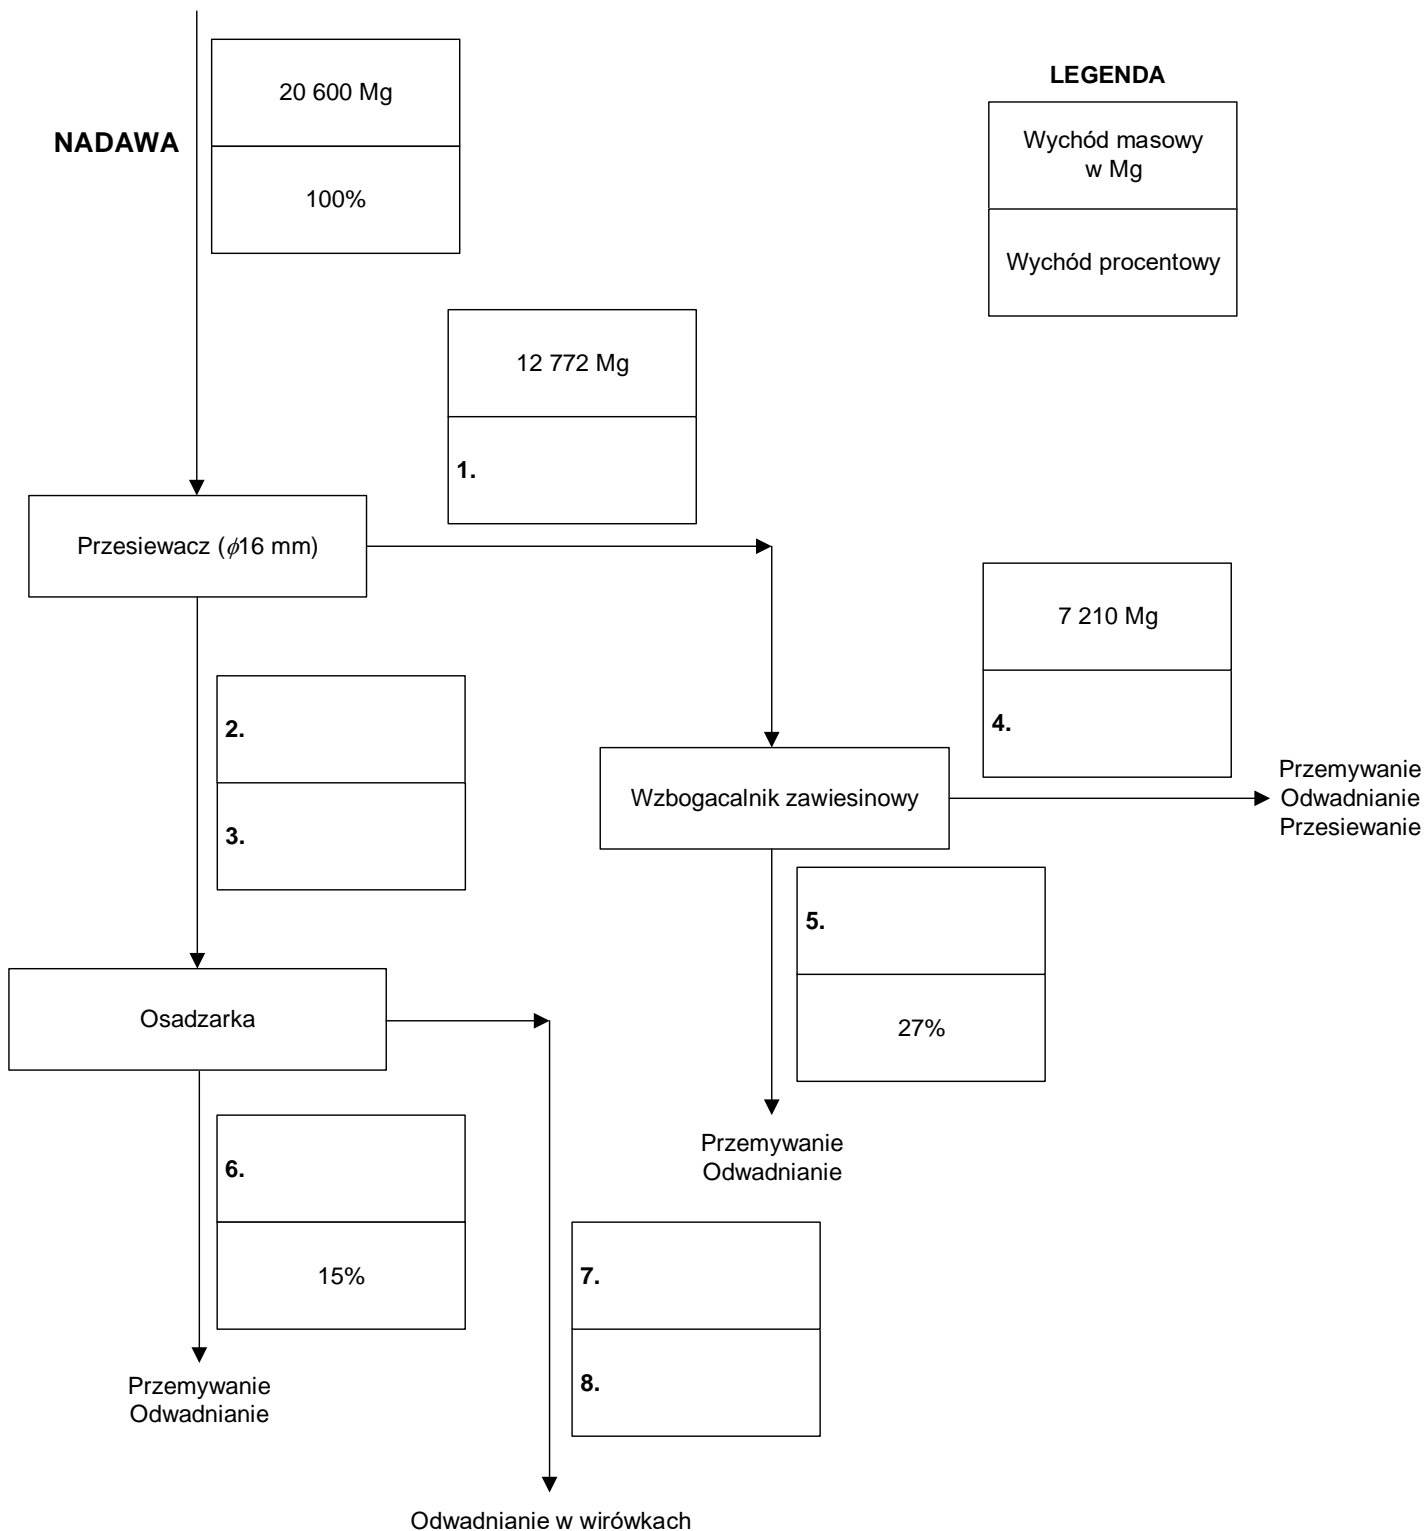 20 600 Mg
NADAWA
100%
LEGENDA
Wychód masowy
w Mg
Wychód procentowy
12 772 Mg
1.
Przesiewacz (ϕ16 mm)
7 210 Mg
4.
2.
3.
Wzbogacalnik zawiesinowy
Przemywanie
Odwadnianie
Przesiewanie
5.
27%
Osadzarka
Przemywanie
Odwadnianie
6.
15%
7.
8.
Przemywanie
Odwadnianie
Odwadnianie w wirówkach